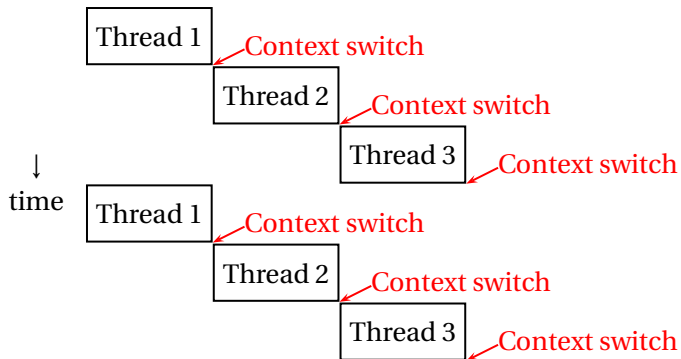 Thread 1
Context switch
Thread 2
Context switch
Thread 3
Context switch
↓
time
Thread 1
Context switch
Thread 2
Context switch
Thread 3
Context switch